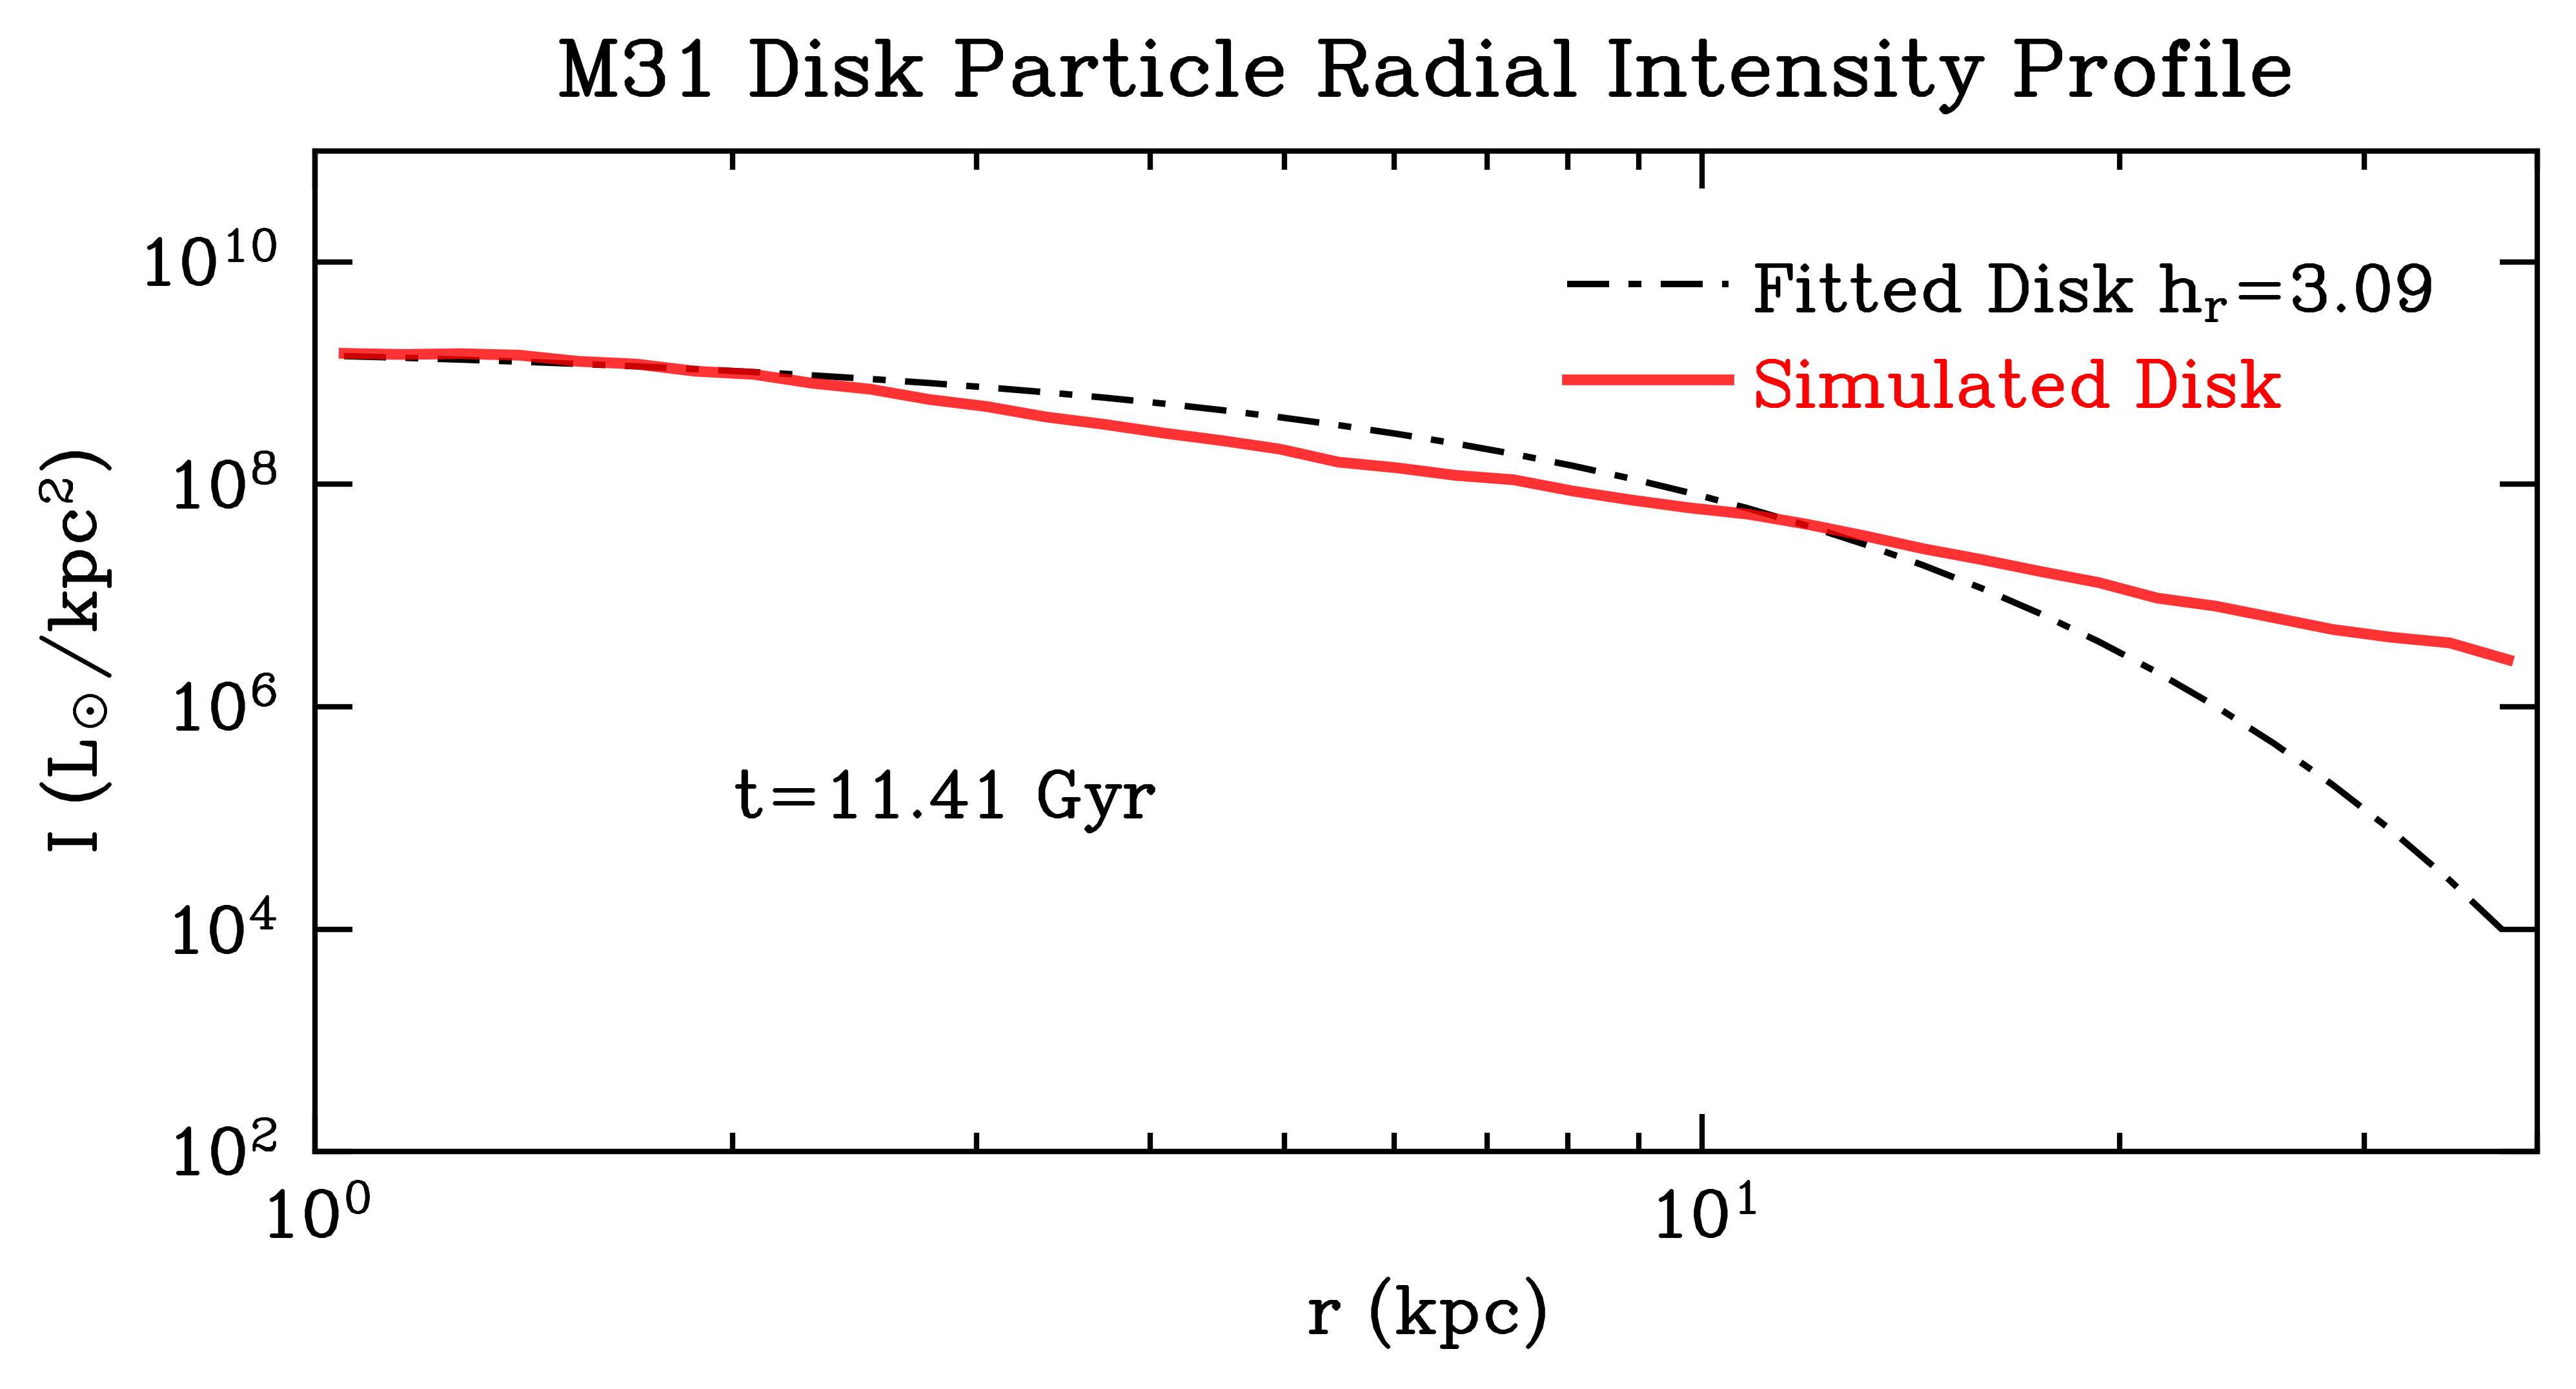 M31 Disk Particle Radial Intensity Profile
10¹⁰
10⁸
10⁶
10⁴
10²
I (L☉/kpc²)
Fitted Disk hᵣ=3.09
Simulated Disk
t=11.41 Gyr
10⁰
10¹
r (kpc)